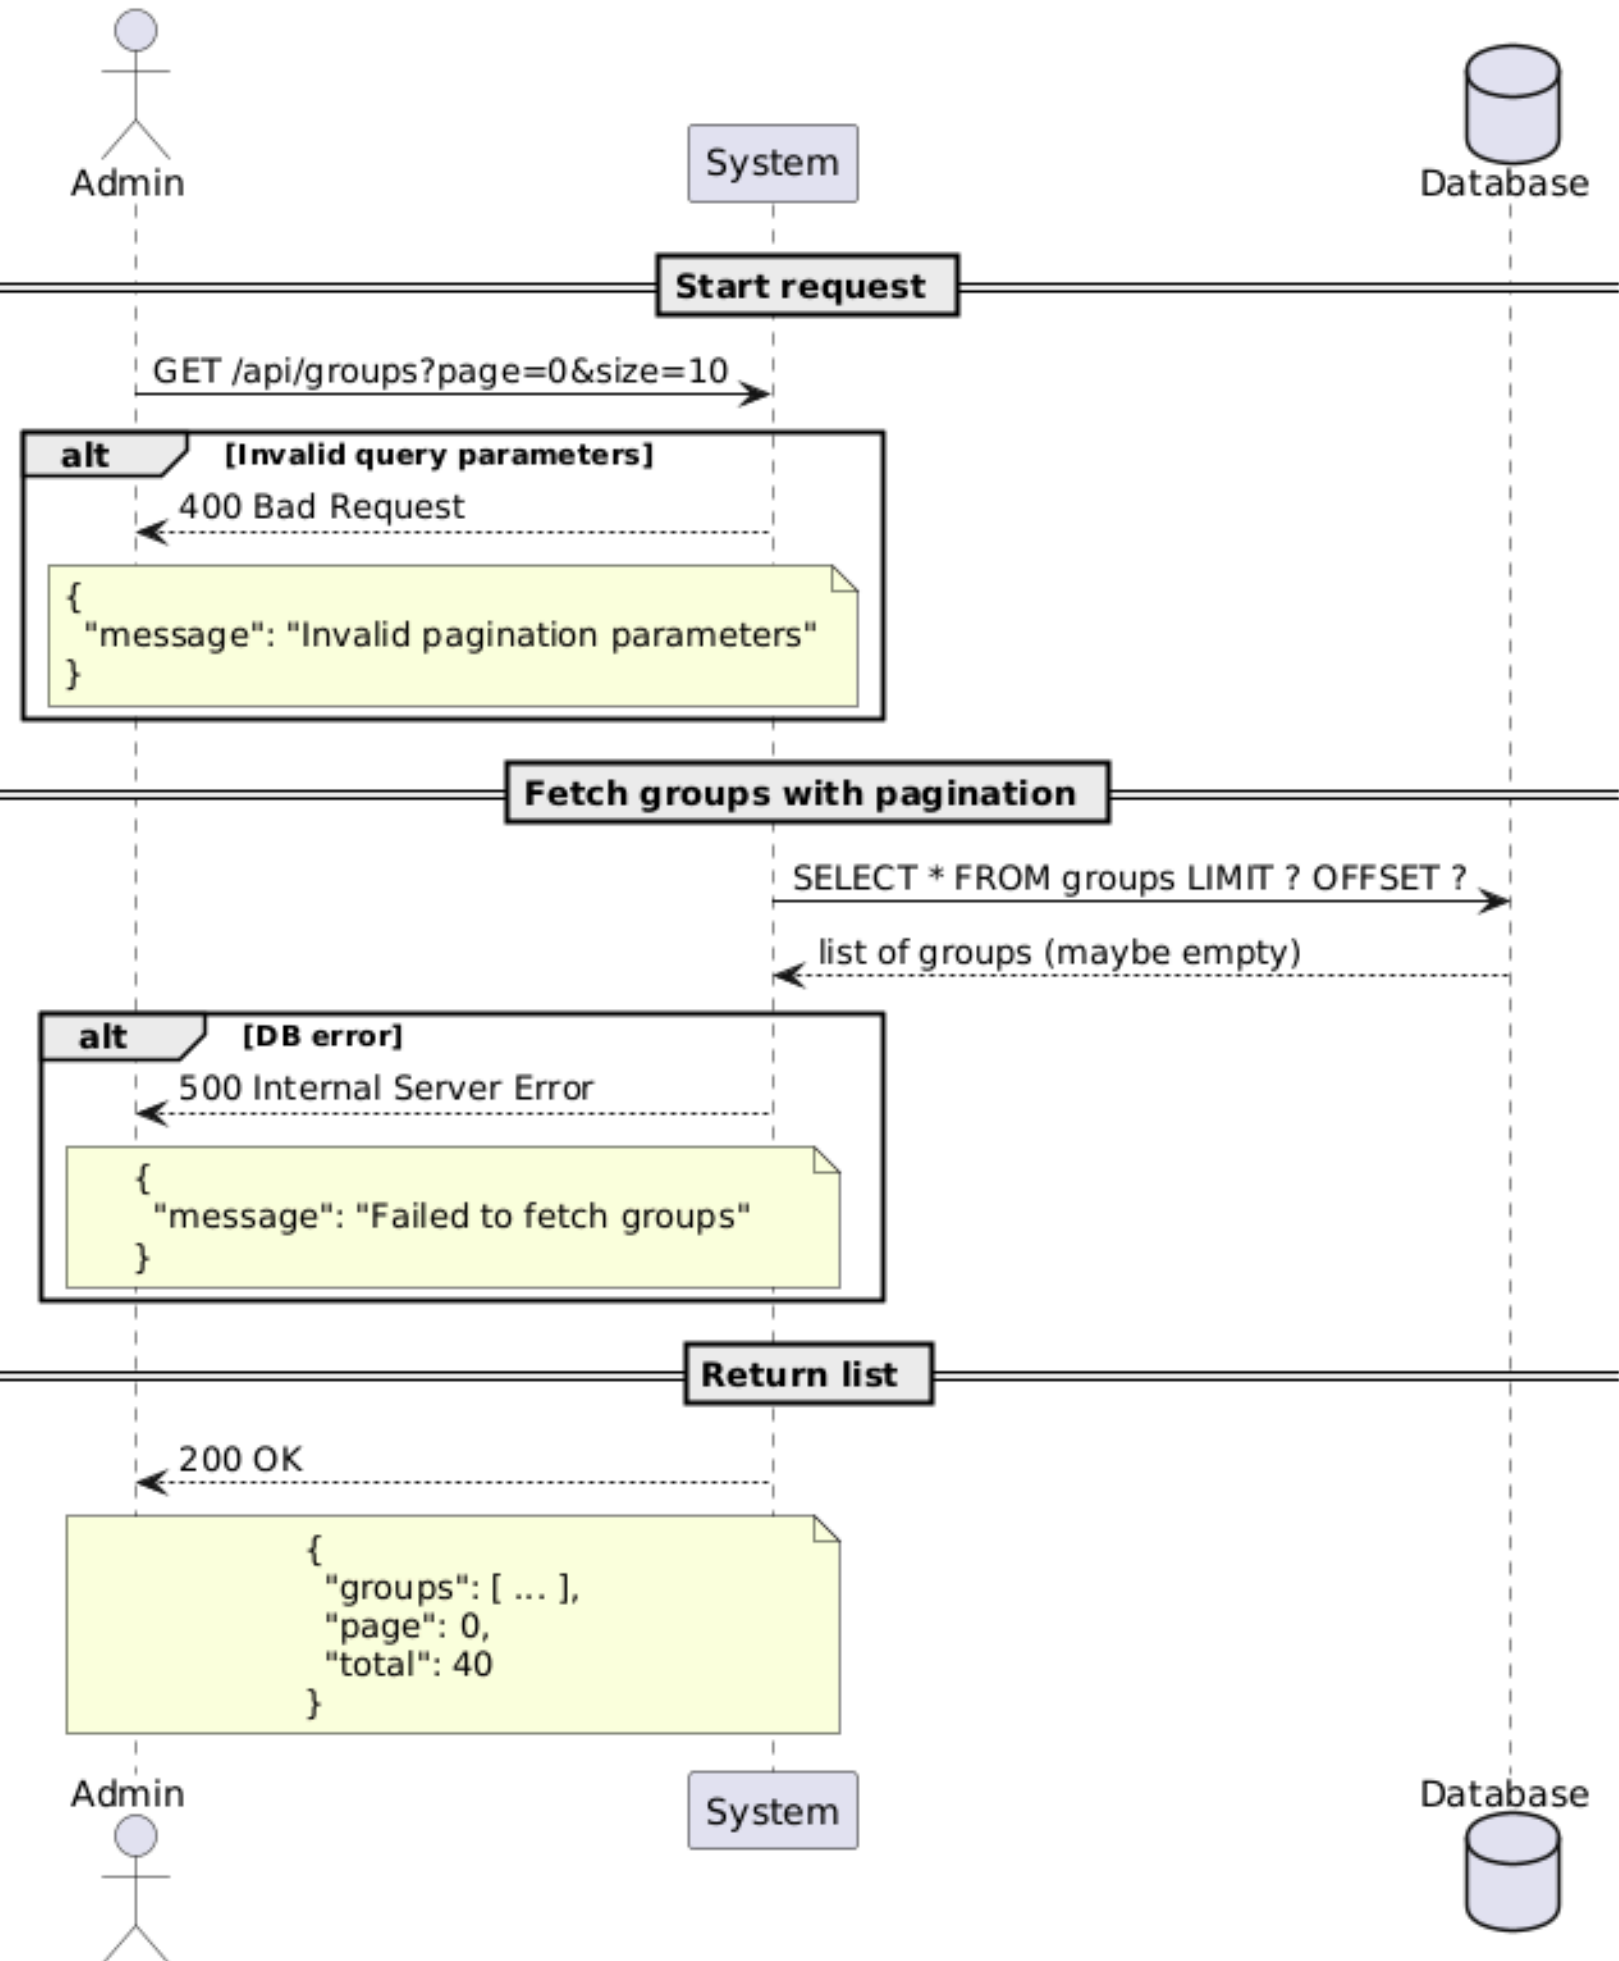 Admin
System
Database
Start request
GET /api/groups?page=0&size=10
alt [Invalid query parameters]
400 Bad Request
{
"message": "Invalid pagination parameters"
}
Fetch groups with pagination
SELECT * FROM groups LIMIT ? OFFSET ?
list of groups (maybe empty)
alt [DB error]
500 Internal Server Error
{
"message": "Failed to fetch groups"
}
Return list
200 OK
{
"groups": [ ... ],
"page": 0,
"total": 40
}
Admin
System
Database